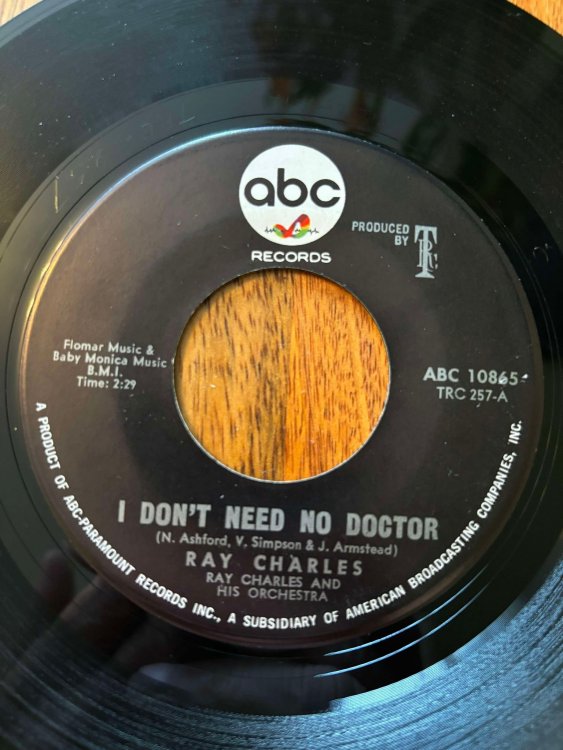 abc
RECORDS
PRODUCED
BY TRC
Flomar Music &
Baby Monica Music
B.M.I.
Time: 2:29
ABC 10865
TRC 257-A
I DON'T NEED NO DOCTOR
(N. Ashford, V. Simpson & J. Armstead)
RAY CHARLES
RAY CHARLES AND
HIS ORCHESTRA
A PRODUCT OF ABC-PARAMOUNT RECORDS INC., A SUBSIDIARY OF AMERICAN BROADCASTING COMPANIES, INC.